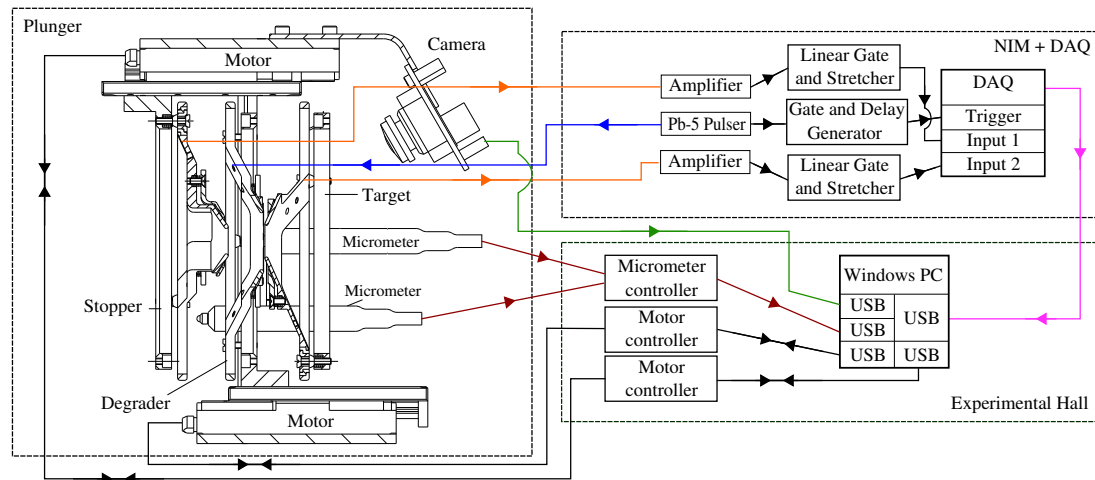 Plunger
Motor
Camera
Target
Micrometer
Micrometer
Stopper
Degrader
Motor
NIM + DAQ
Amplifier
Linear Gate
and Stretcher
DAQ
Pb-5 Pulser
Gate and Delay
Generator
Trigger
Input 1
Input 2
Amplifier
Linear Gate
and Stretcher
Micrometer
controller
Motor
controller
Motor
controller
Windows PC
USB
USB
USB
USB
USB
Experimental Hall